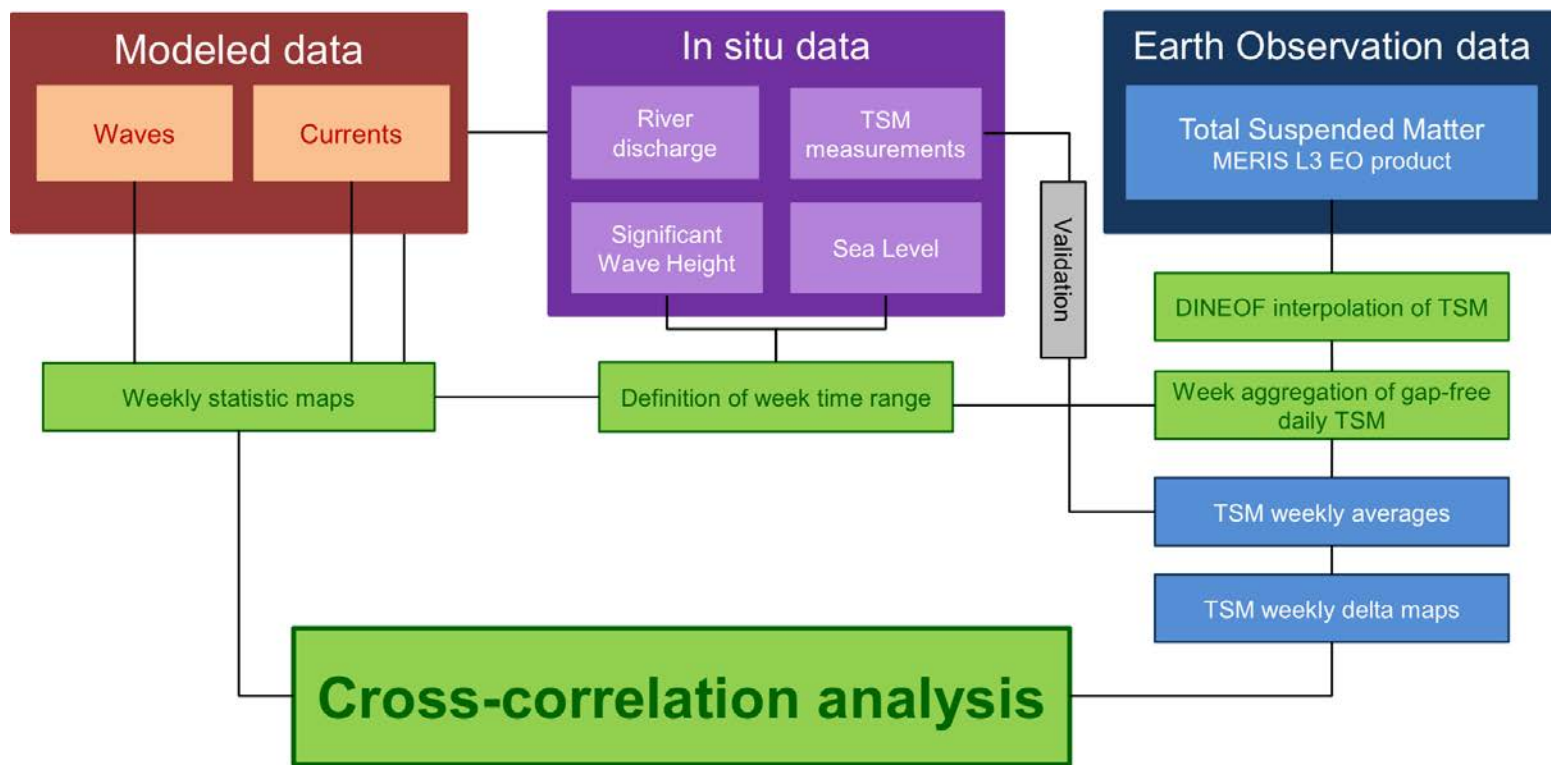 Modeled data
Waves
Currents
In situ data
River
discharge
TSM
measurements
Significant
Wave Height
Sea Level
Earth Observation data
Total Suspended Matter
MERIS L3 EO product
Validation
DINEOF interpolation of TSM
Weekly statistic maps
Definition of week time range
Week aggregation of gap-free
daily TSM
TSM weekly averages
TSM weekly delta maps
Cross-correlation analysis